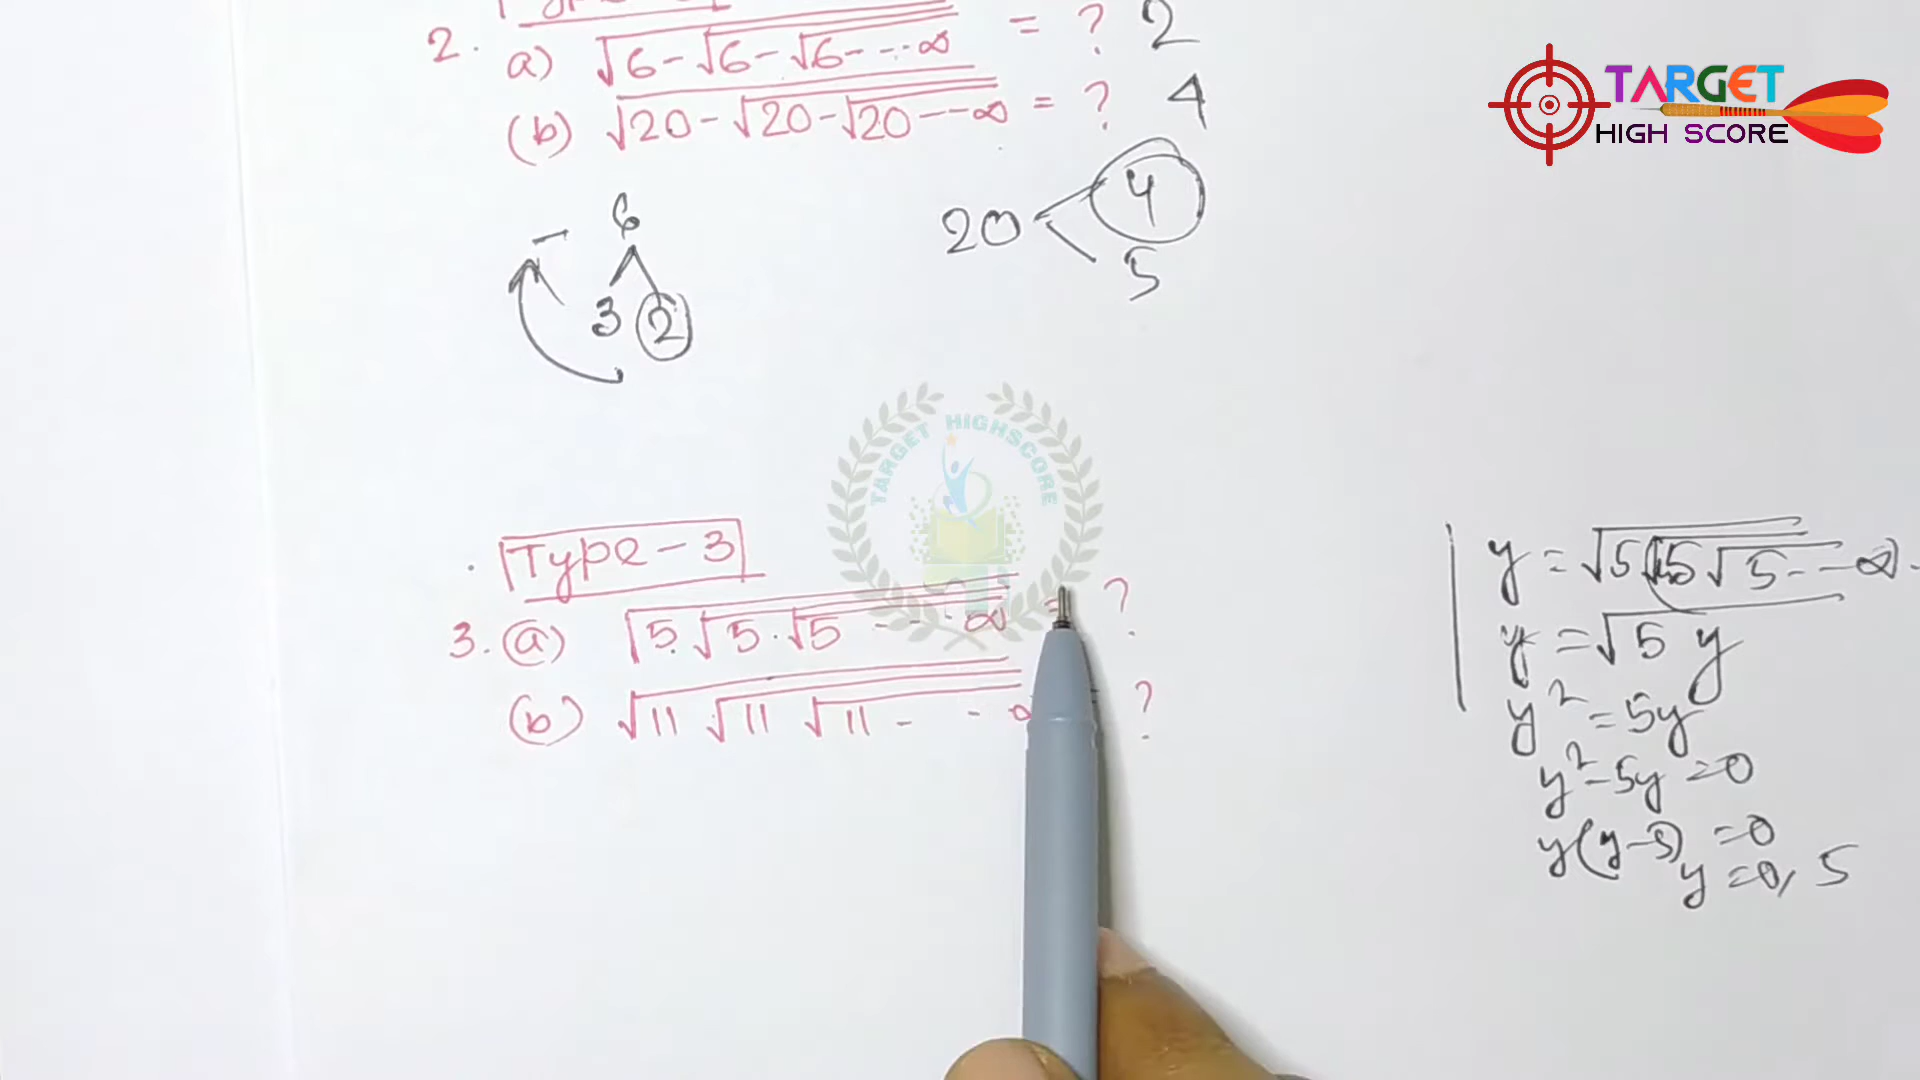 2.
a) √6-√6-√6-...∞ = ? 2
(b) √20-√20-√20---∞ = ? 4
6
3 2
20
4
5
TARGET
HIGH SCORE
TARGET HIGHSCORE
Type-3
3. (a) √5.√5.√5 ---∞ = ?
(b) √11 √11 √11 - - ∞ ?
y = √5 √5 √5 - - ∞
y = √5 y
y² = 5y
y² - 5y = 0
y(y-5) = 0
y = 0, 5